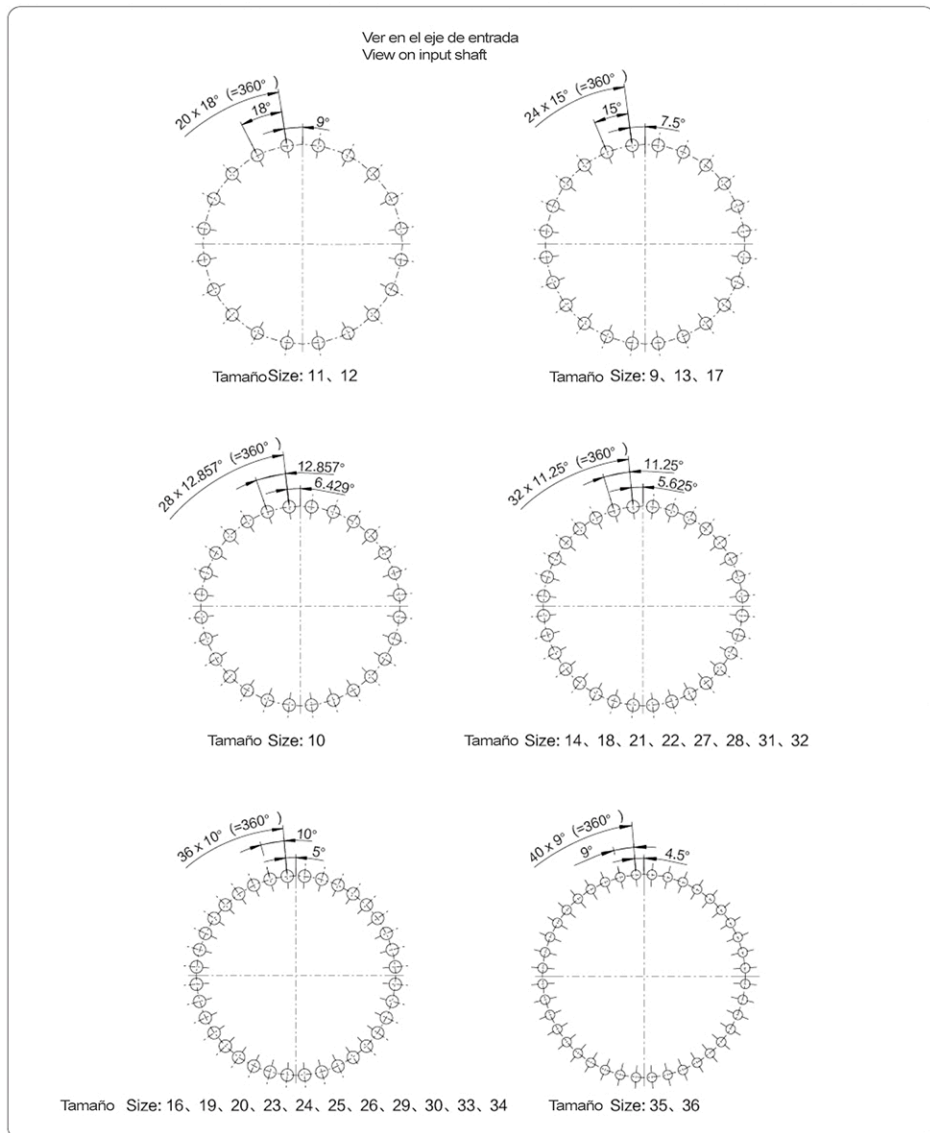 Ver en el eje de entrada
View on input shaft
20 x 18° (=360° )
18°
9°
24 x 15° (=360° )
15°
7.5°
TamañoSize: 11、12
Tamaño Size: 9、13、17
28 x 12.857° (=360° )
12.857°
6.429°
32 x 11.25° (=360° )
11.25°
5.625°
Tamaño Size: 10
Tamaño Size: 14、18、21、22、27、28、31、32
36 x 10° (=360° )
10°
5°
40 x 9° (=360° )
9°
4.5°
Tamaño Size: 16、19、20、23、24、25、26、29、30、33、34
Tamaño Size: 35、36